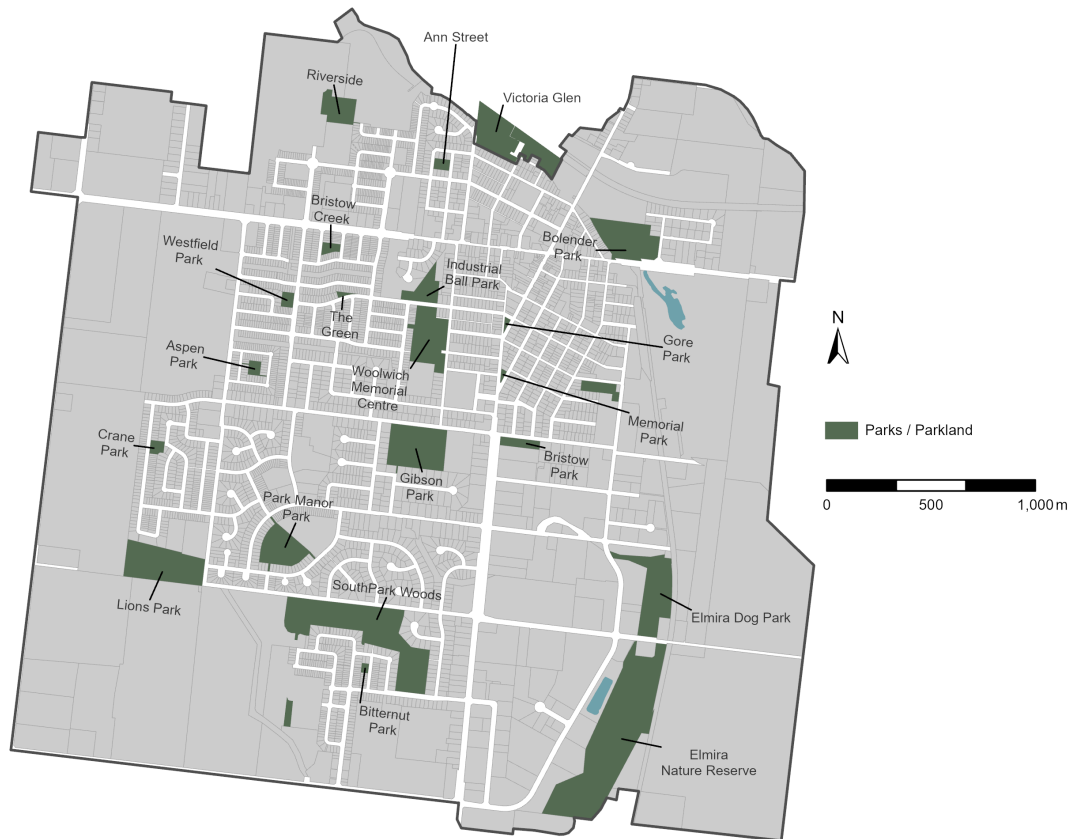 Ann Street
Riverside
Victoria Glen
Bristow
Creek
Bolender
Park
Westfield
Park
Industrial
Ball Park
The
Green
Gore
Park
Aspen
Park
Woolwich
Memorial
Centre
Memorial
Park
Crane
Park
Bristow
Park
Gibson
Park
Park Manor
Park
SouthPark Woods
Lions Park
Elmira Dog Park
Bitternut
Park
Elmira
Nature Reserve
N
Parks / Parkland
0 500 1,000 m